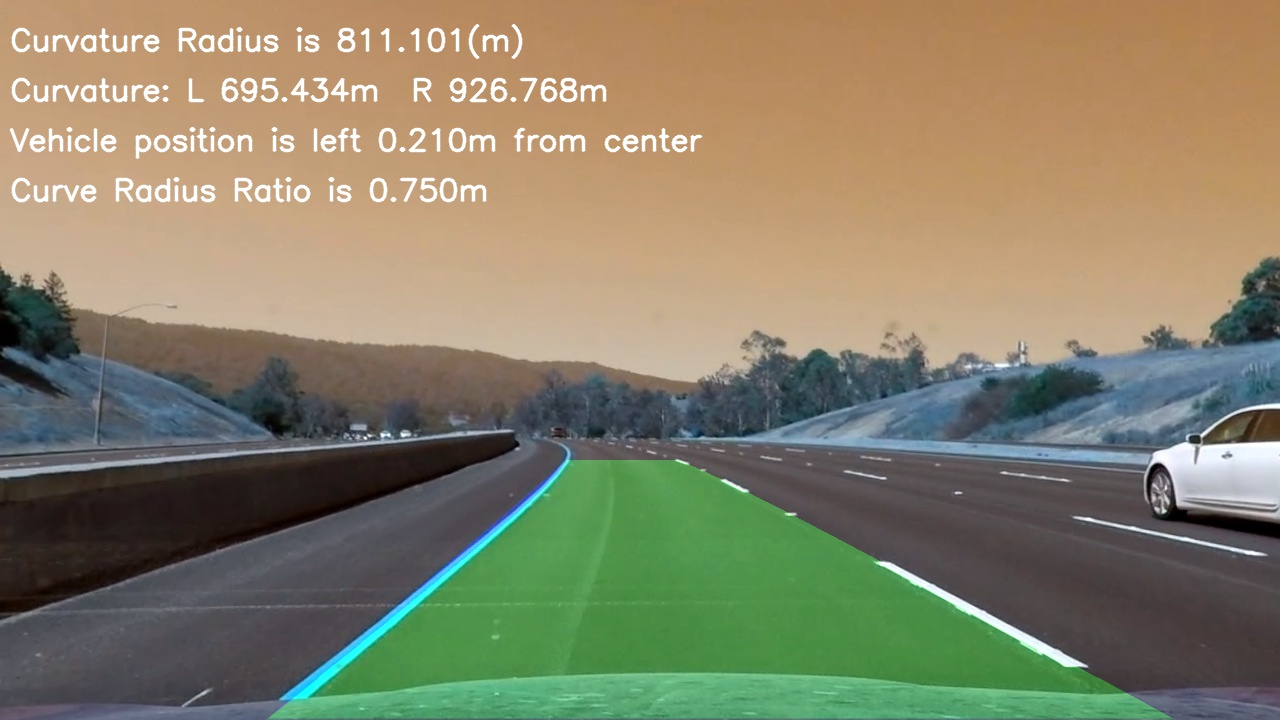 Curvature Radius is 811.101(m)
Curvature: L 695.434m R 926.768m
Vehicle position is left 0.210m from center
Curve Radius Ratio is 0.750m